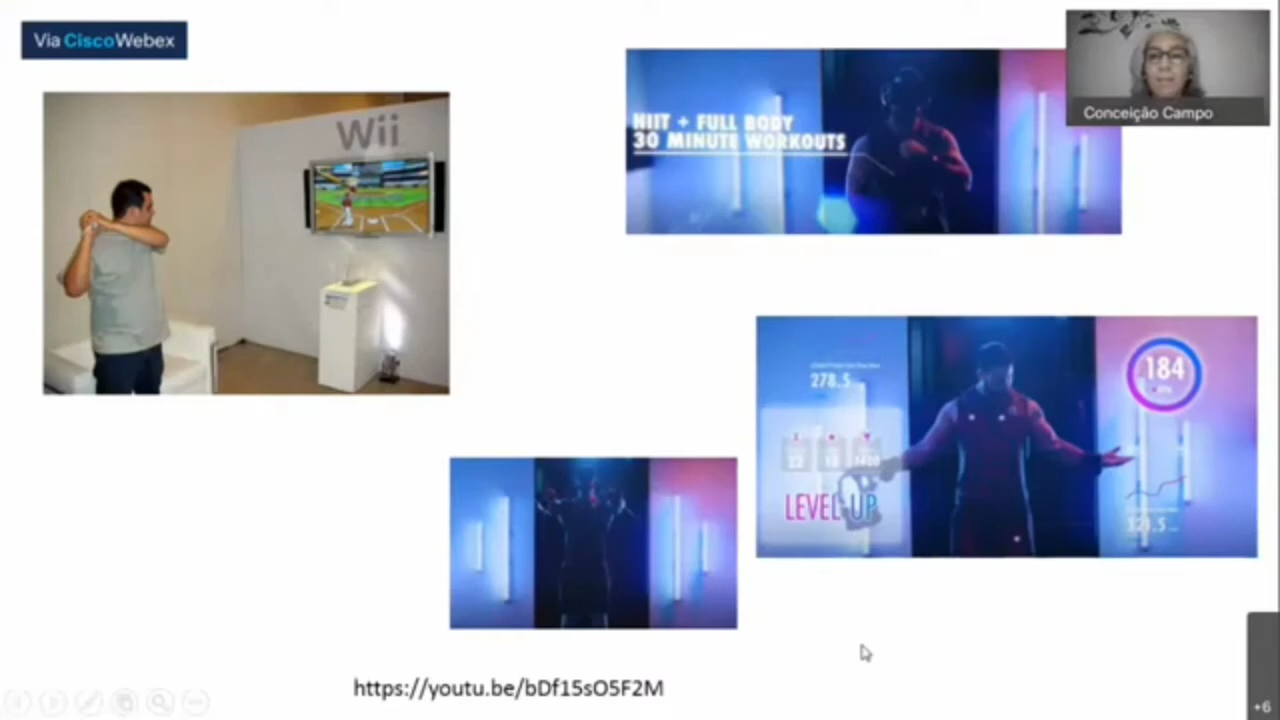 Via CiscoWebex
Wii
HIIT + FULL BODY
30 MINUTE WORKOUTS
Conceição Campo
278.5
184
LEVEL UP
https://youtu.be/bDf15sO5F2M
+6